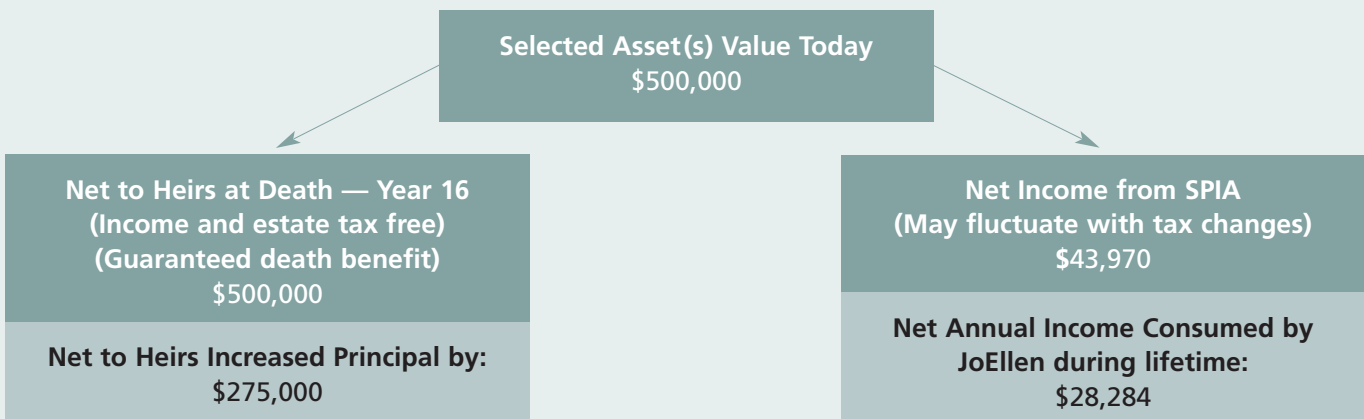 Selected Asset(s) Value Today
$500,000
Net to Heirs at Death — Year 16
(Income and estate tax free)
(Guaranteed death benefit)
$500,000
Net to Heirs Increased Principal by:
$275,000
Net Income from SPIA
(May fluctuate with tax changes)
$43,970
Net Annual Income Consumed by
JoEllen during lifetime:
$28,284